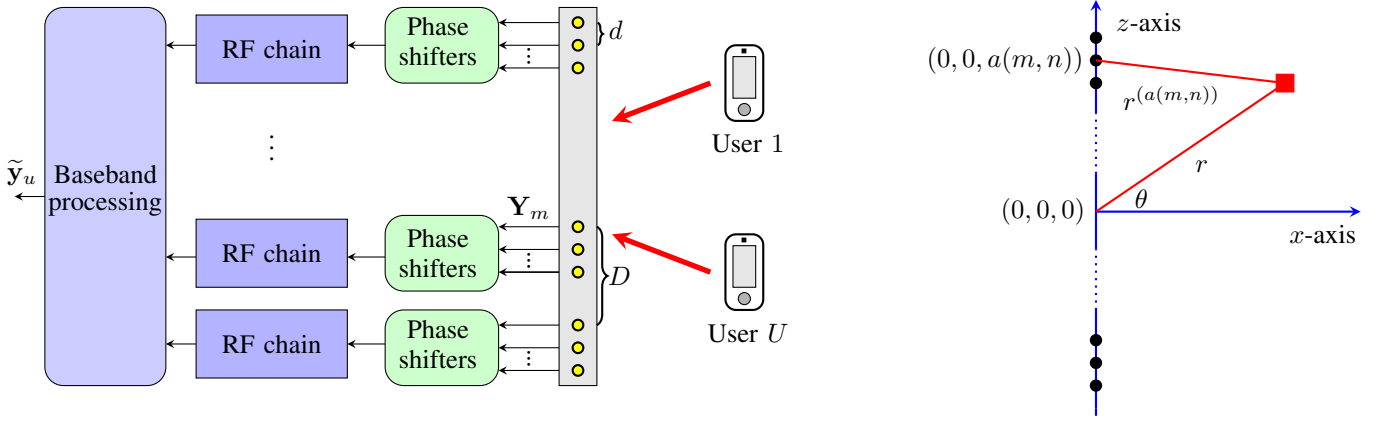 RF chain
Phase
shifters
⋮
d
User 1
⋮
ỹ_u
Baseband
processing
Y_m
RF chain
Phase
shifters
⋮
D
User U
RF chain
Phase
shifters
⋮
z-axis
(0, 0, a(m, n))
r^{(a(m,n))}
r
(0, 0, 0)
θ
x-axis